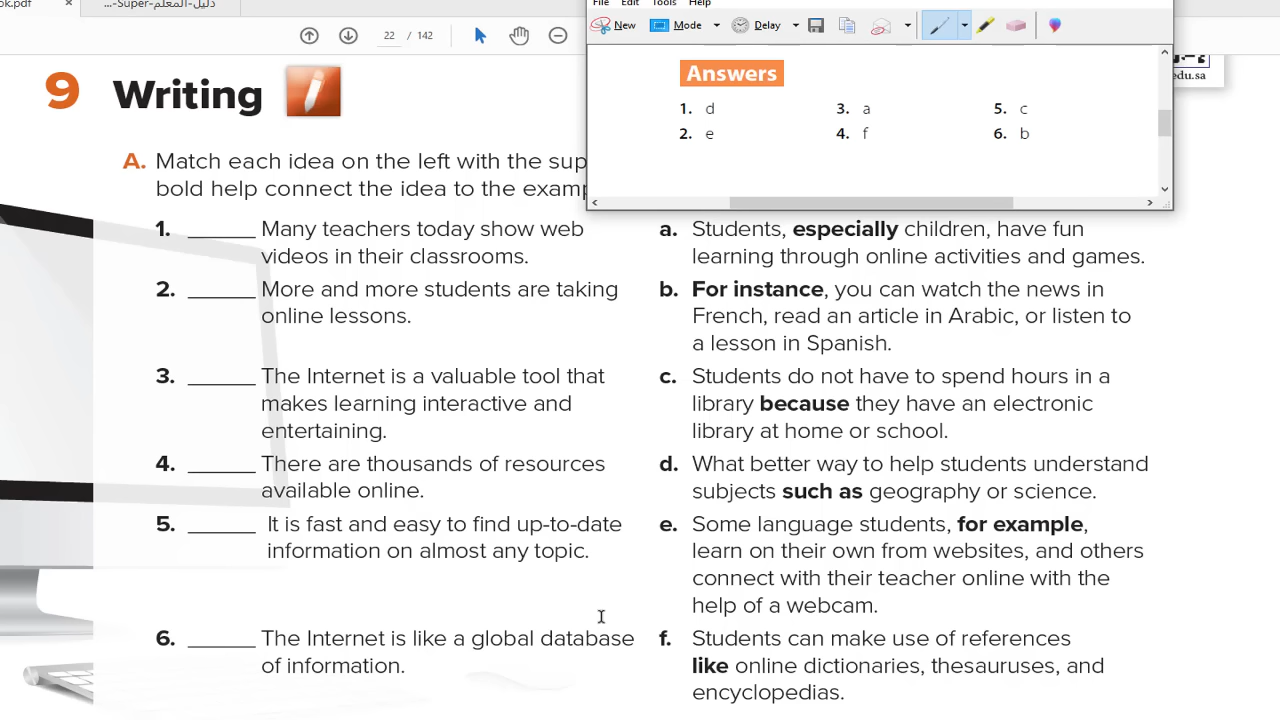 ok.pdf
...-Super-دليل-المعلم
File Edit Tools Help
22 / 142
New Mode Delay
edu.sa
Answers
1. d 3. a 5. c
2. e 4. f 6. b
9 Writing
A. Match each idea on the left with the sup
bold help connect the idea to the examp
1. ______ Many teachers today show web
videos in their classrooms.
2. ______ More and more students are taking
online lessons.
3. ______ The Internet is a valuable tool that
makes learning interactive and
entertaining.
4. ______ There are thousands of resources
available online.
5. ______ It is fast and easy to find up-to-date
information on almost any topic.
6. ______ The Internet is like a global database
of information.
a. Students, especially children, have fun
learning through online activities and games.
b. For instance, you can watch the news in
French, read an article in Arabic, or listen to
a lesson in Spanish.
c. Students do not have to spend hours in a
library because they have an electronic
library at home or school.
d. What better way to help students understand
subjects such as geography or science.
e. Some language students, for example,
learn on their own from websites, and others
connect with their teacher online with the
help of a webcam.
f. Students can make use of references
like online dictionaries, thesauruses, and
encyclopedias.